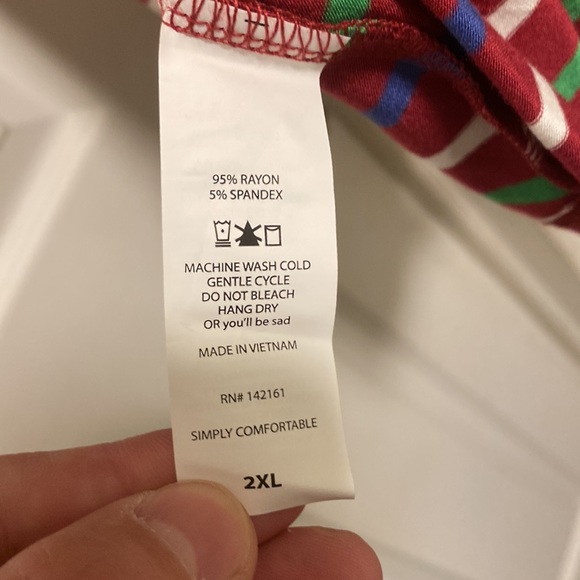 95% RAYON
5% SPANDEX
MACHINE WASH COLD
GENTLE CYCLE
DO NOT BLEACH
HANG DRY
OR you'll be sad
MADE IN VIETNAM
RN# 142161
SIMPLY COMFORTABLE
2XL